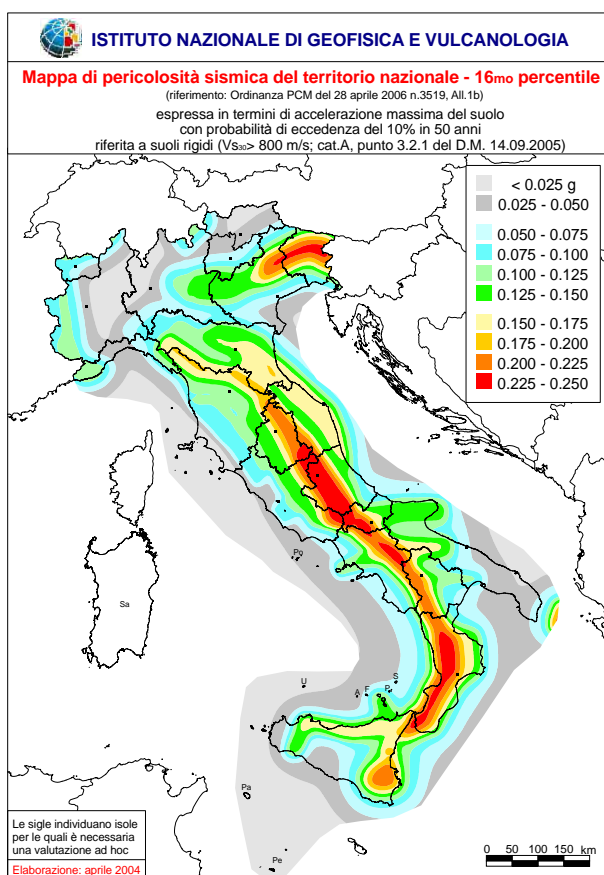 ISTITUTO NAZIONALE DI GEOFISICA E VULCANOLOGIA
Mappa di pericolosità sismica del territorio nazionale - 16mo percentile
(riferimento: Ordinanza PCM del 28 aprile 2006 n.3519, All.1b)
espressa in termini di accelerazione massima del suolo
con probabilità di eccedenza del 10% in 50 anni
riferita a suoli rigidi (Vs30> 800 m/s; cat.A, punto 3.2.1 del D.M. 14.09.2005)
< 0.025 g
0.025 - 0.050
0.050 - 0.075
0.075 - 0.100
0.100 - 0.125
0.125 - 0.150
0.150 - 0.175
0.175 - 0.200
0.200 - 0.225
0.225 - 0.250
Po
Sa
U
A
F
P
S
Pa
Pe
Le sigle individuano isole
per le quali è necessaria
una valutazione ad hoc
Elaborazione: aprile 2004
0 50 100 150 km